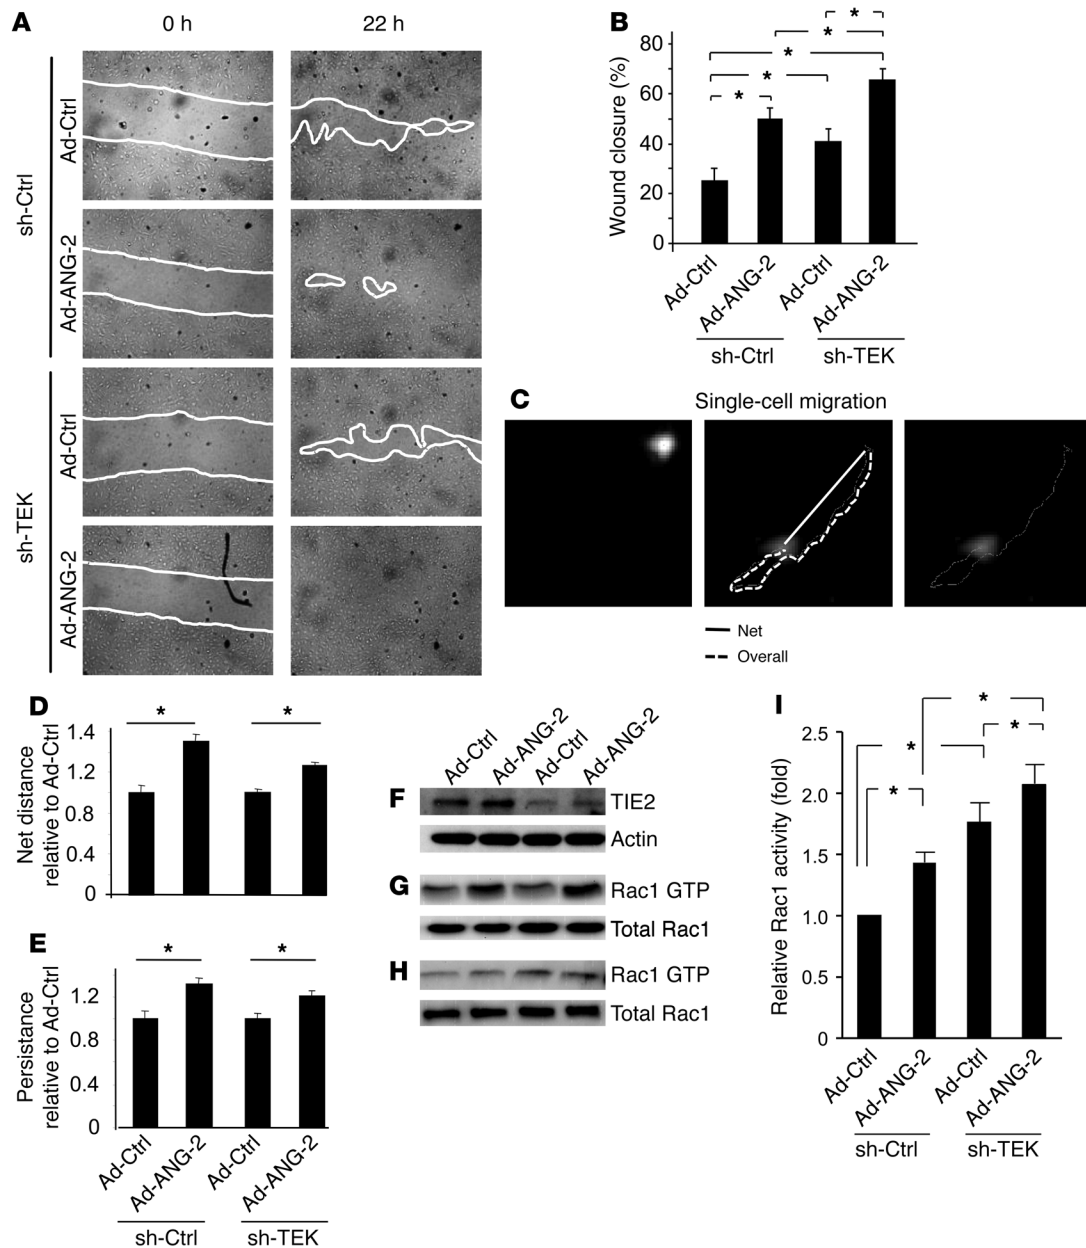 A
0 h
22 h
sh-Ctrl
Ad-Ctrl
Ad-ANG-2
sh-TEK
Ad-Ctrl
Ad-ANG-2
B
Wound closure (%)
80
60
40
20
0
*
*
*
*
*
Ad-Ctrl
Ad-ANG-2
Ad-Ctrl
Ad-ANG-2
sh-Ctrl
sh-TEK
C
Single-cell migration
Net
Overall
D
Net distance
relative to Ad-Ctrl
1.4
1.2
0.8
0.4
0
*
*
E
Persistance
relative to Ad-Ctrl
1.2
0.8
0.4
0
*
*
Ad-Ctrl
Ad-ANG-2
Ad-Ctrl
Ad-ANG-2
sh-Ctrl
sh-TEK
Ad-Ctrl
Ad-ANG-2
Ad-Ctrl
Ad-ANG-2
F
TIE2
Actin
G
Rac1 GTP
Total Rac1
H
Rac1 GTP
Total Rac1
I
Relative Rac1 activity (fold)
2.5
2.0
1.5
1.0
0.5
0
*
*
*
*
Ad-Ctrl
Ad-ANG-2
Ad-Ctrl
Ad-ANG-2
sh-Ctrl
sh-TEK